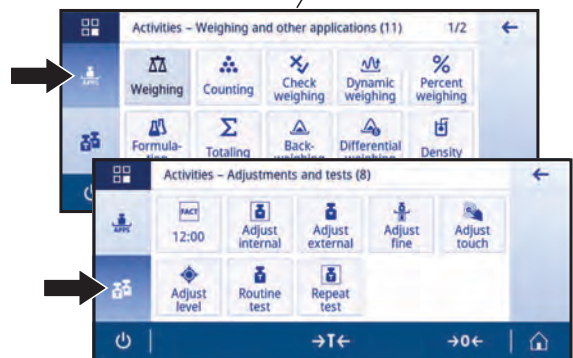 Activities – Weighing and other applications (11) 1/2
APPS
Weighing
Counting
Check
weighing
Dynamic
weighing
Percent
weighing
Formula-
Totaling
Back-
Differential
Density
Activities – Adjustments and tests (8)
APPS
FACT
12:00
Adjust
internal
Adjust
external
Adjust
fine
Adjust
touch
Adjust
level
Routine
test
Repeat
test
→T←
→0←